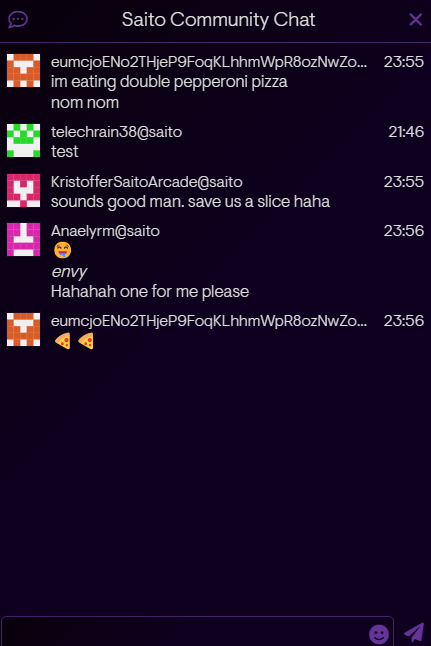 Saito Community Chat
eumcjoENo2THjeP9FoqKLhhmWpR8ozNwZo... 23:55
im eating double pepperoni pizza
nom nom
telechrain38@saito 21:46
test
KristofferSaitoArcade@saito 23:55
sounds good man. save us a slice haha
Anaelyrm@saito 23:56
😝
envy
Hahahah one for me please
eumcjoENo2THjeP9FoqKLhhmWpR8ozNwZo... 23:56
🍕 🍕